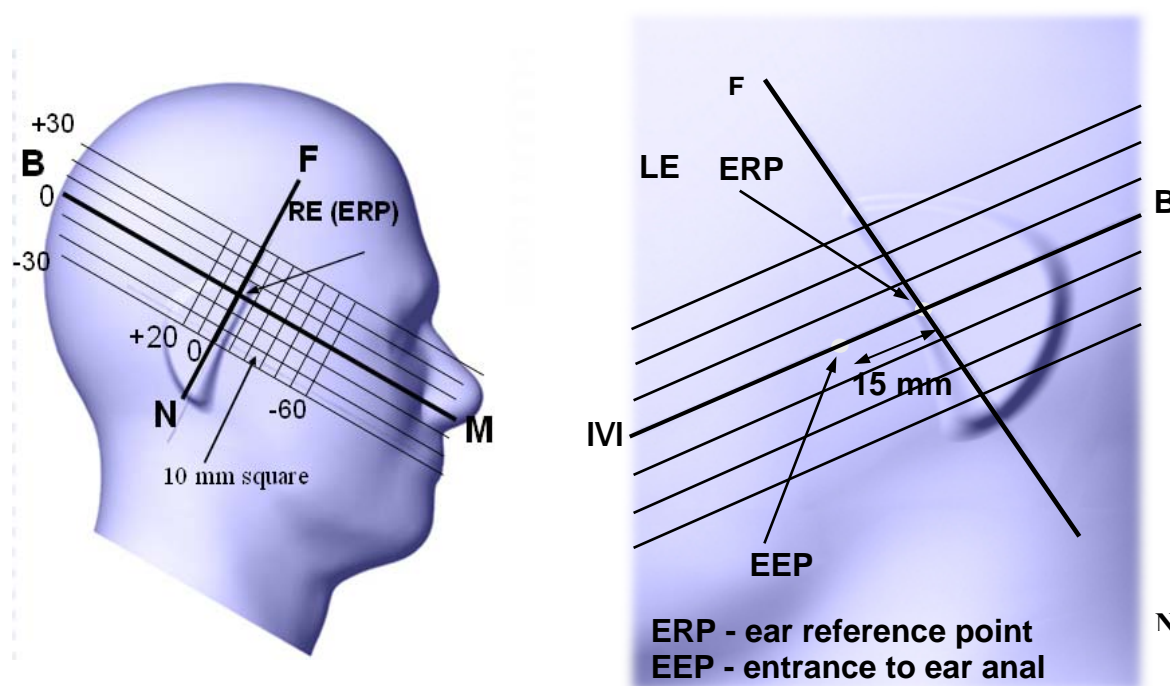 +30
B
F
0
RE (ERP)
-30
+20
0
N
-60
M
10 mm square
F
LE
ERP
B
15 mm
IVI
EEP
N
ERP - ear reference point
EEP - entrance to ear anal